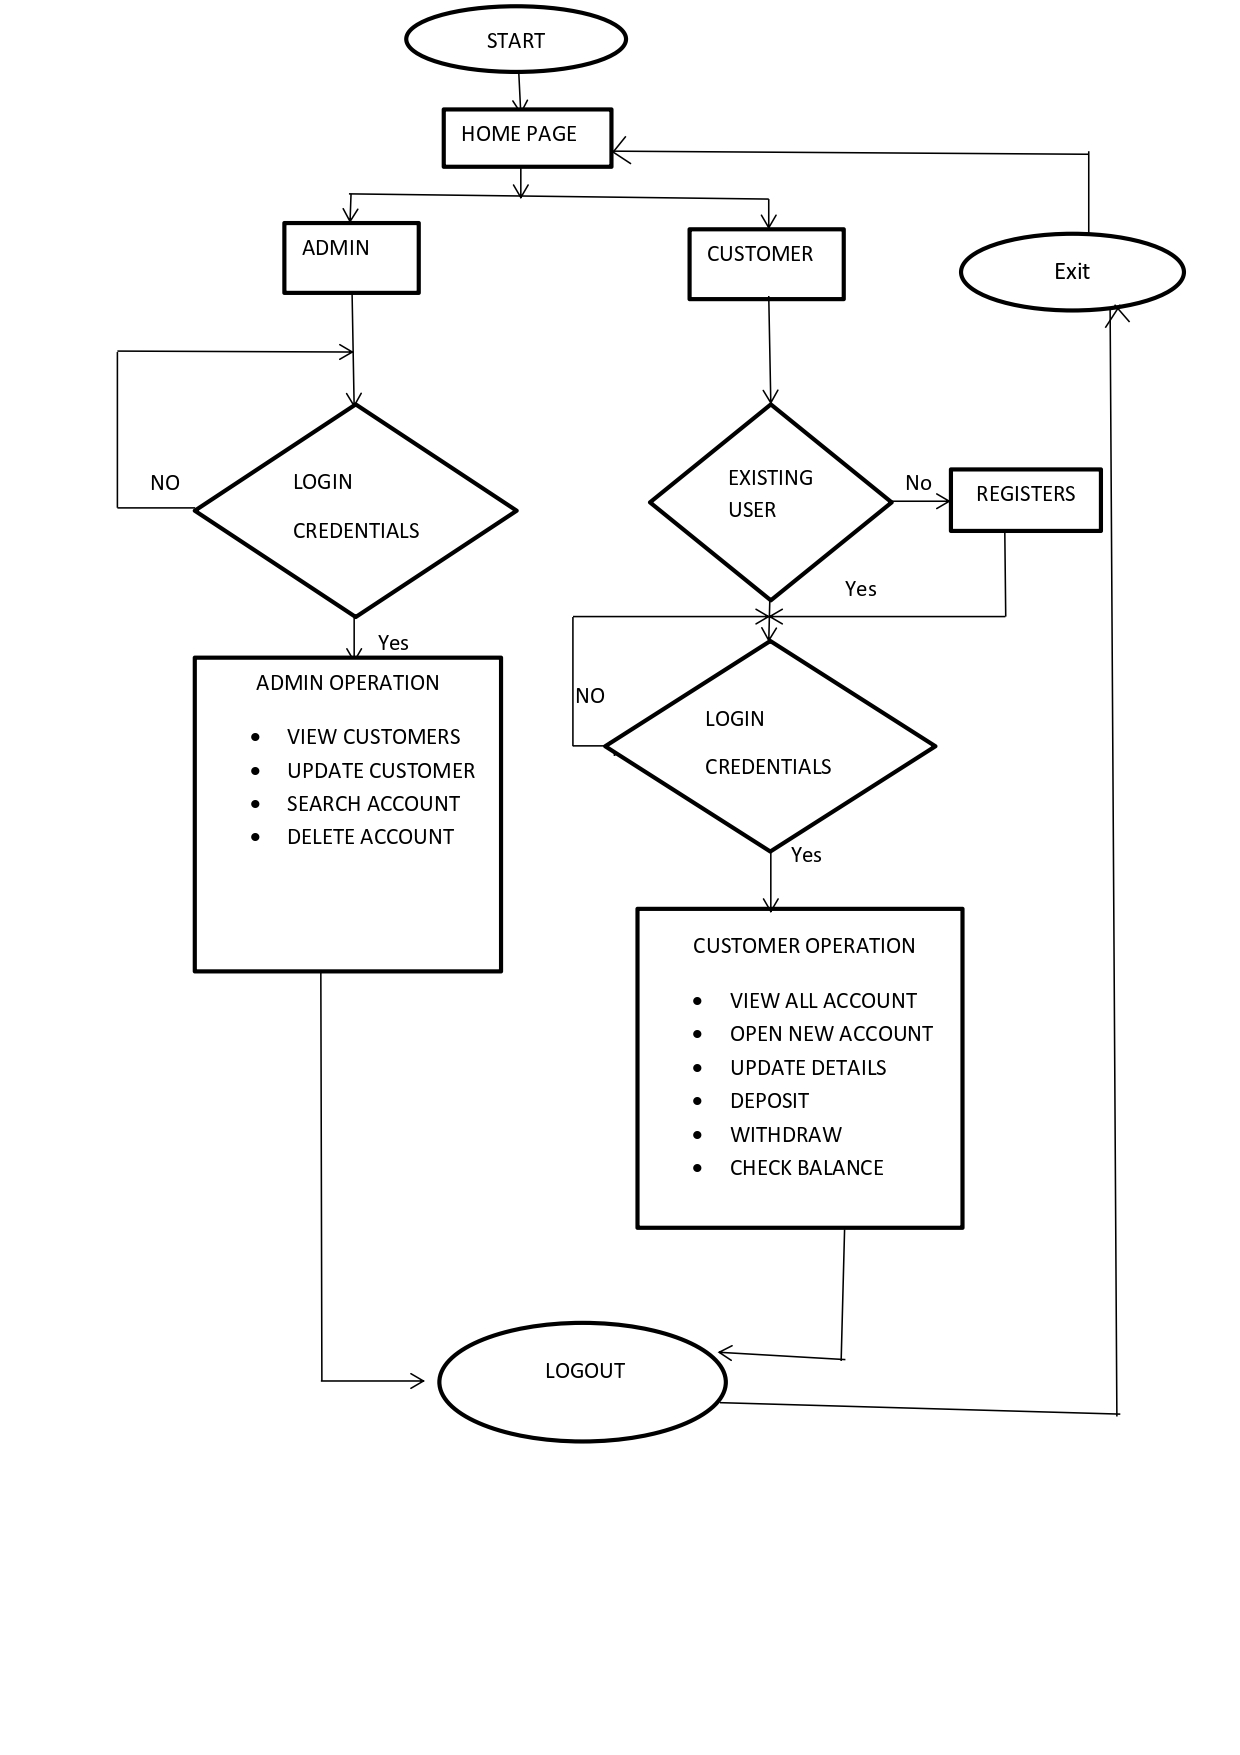 START
HOME PAGE
ADMIN
CUSTOMER
Exit
NO
LOGIN
CREDENTIALS
EXISTING
USER
No
REGISTERS
Yes
Yes
ADMIN OPERATION
• VIEW CUSTOMERS
• UPDATE CUSTOMER
• SEARCH ACCOUNT
• DELETE ACCOUNT
NO
LOGIN
CREDENTIALS
Yes
CUSTOMER OPERATION
• VIEW ALL ACCOUNT
• OPEN NEW ACCOUNT
• UPDATE DETAILS
• DEPOSIT
• WITHDRAW
• CHECK BALANCE
LOGOUT